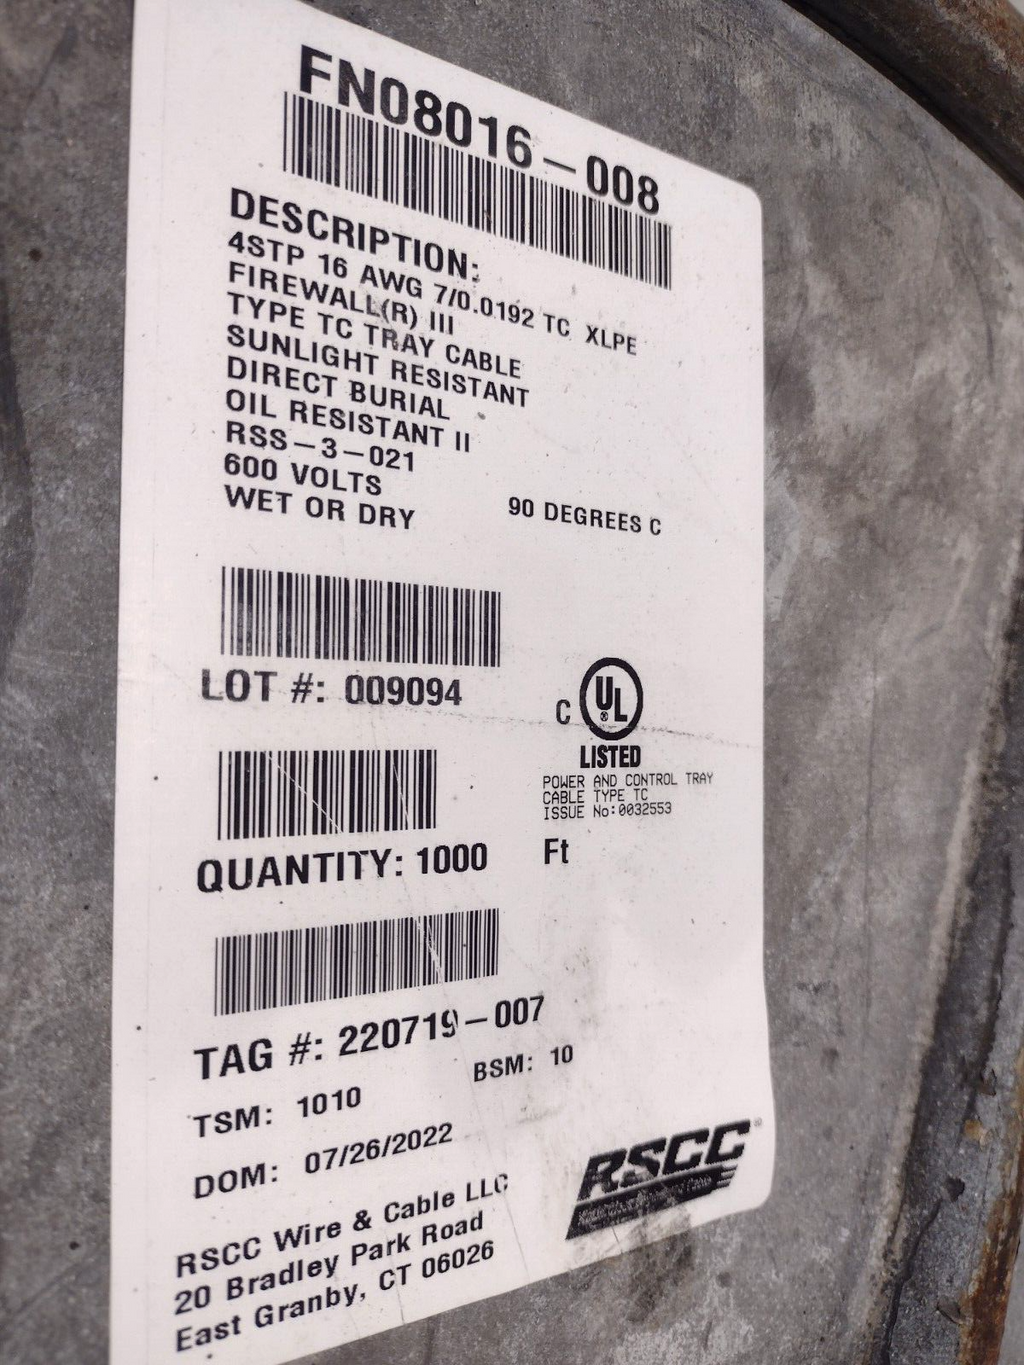 FN08016-008
DESCRIPTION:
4STP 16 AWG 7/0.0192 TC XLPE
FIREWALL(R) III
TYPE TC TRAY CABLE
SUNLIGHT RESISTANT
DIRECT BURIAL
OIL RESISTANT II
RSS-3-021
600 VOLTS
90 DEGREES C
WET OR DRY
LOT #: 009094
C UL ®
LISTED
POWER AND CONTROL TRAY
CABLE TYPE TC
ISSUE No:0032553
QUANTITY: 1000 Ft
TAG #: 220719-007
TSM: 1010 BSM: 10
DOM: 07/26/2022
RSCC®
RSCC Wire & Cable LLC
20 Bradley Park Road
East Granby, CT 06026